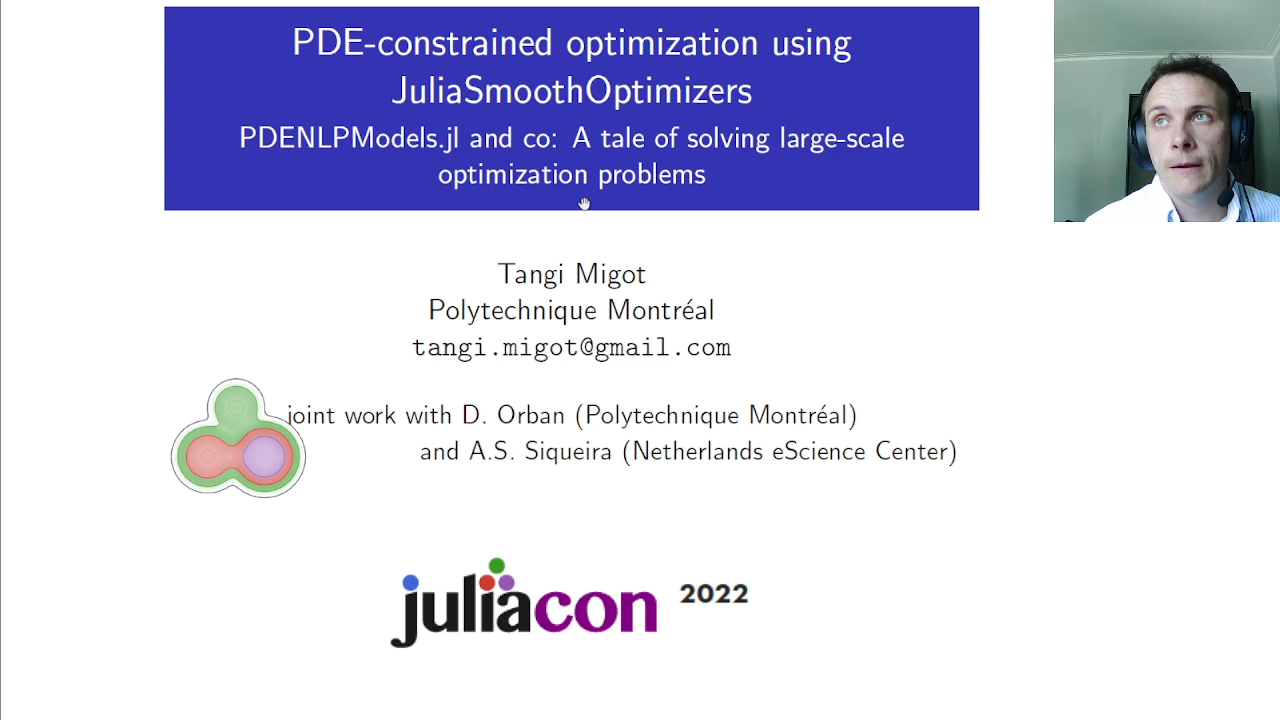 PDE-constrained optimization using
JuliaSmoothOptimizers
PDENLPModels.jl and co: A tale of solving large-scale
optimization problems
Tangi Migot
Polytechnique Montréal
tangi.migot@gmail.com
joint work with D. Orban (Polytechnique Montréal)
and A.S. Siqueira (Netherlands eScience Center)
juliacon 2022